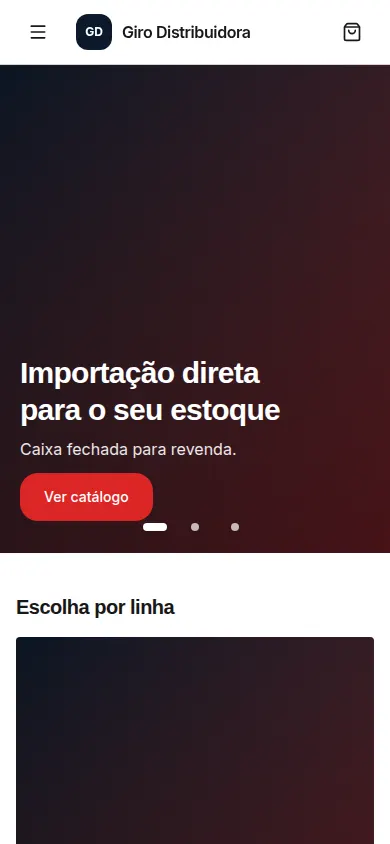 GD
Giro Distribuidora
Importação direta
para o seu estoque
Caixa fechada para revenda.
Ver catálogo
Escolha por linha